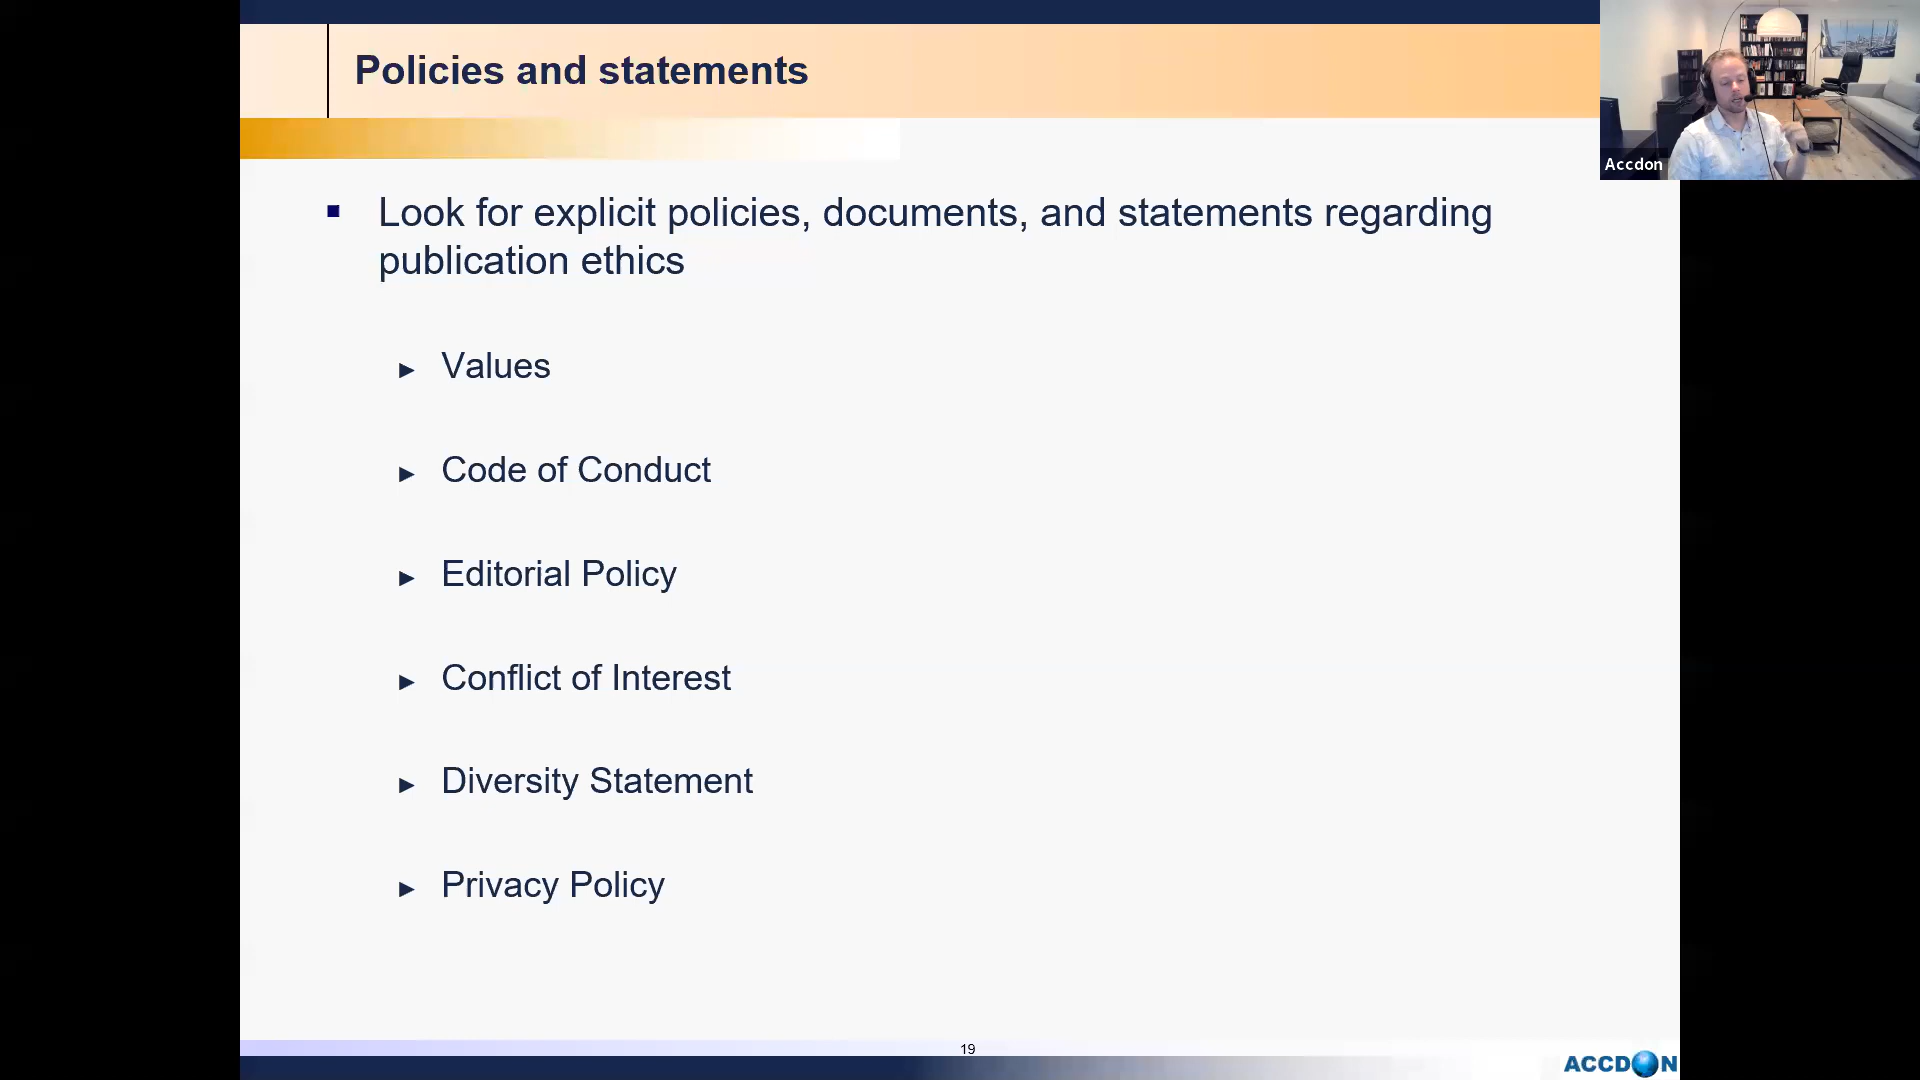 Policies and statements
Accdon
Look for explicit policies, documents, and statements regarding
publication ethics
Values
Code of Conduct
Editorial Policy
Conflict of Interest
Diversity Statement
Privacy Policy
19
ACCDON